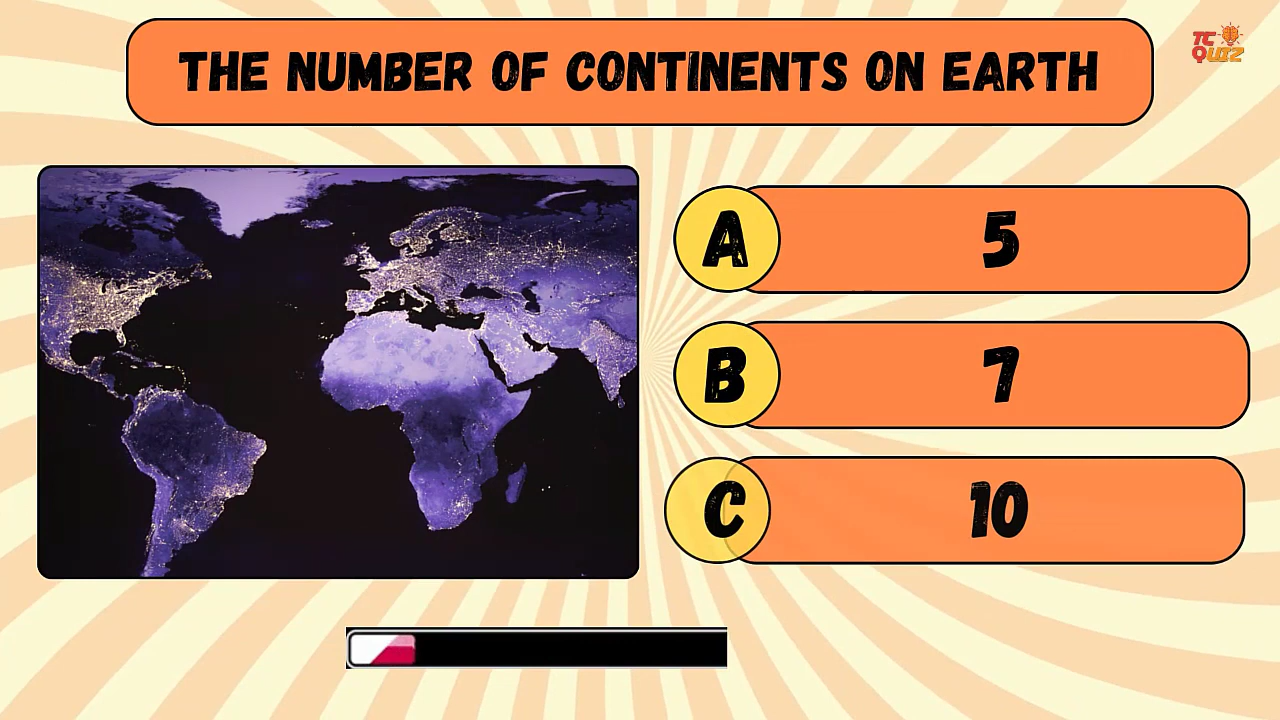 THE NUMBER OF CONTINENTS ON EARTH
TC
QUIZ
A 5
B 7
C 10